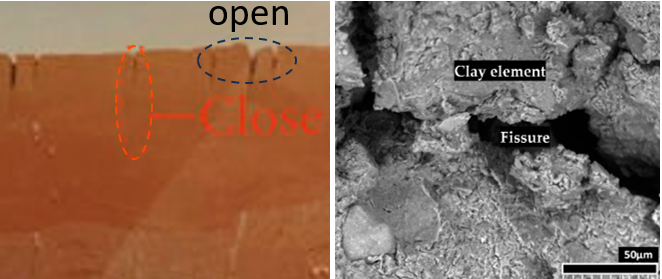 open
Close
Clay element
Fissure
50μm